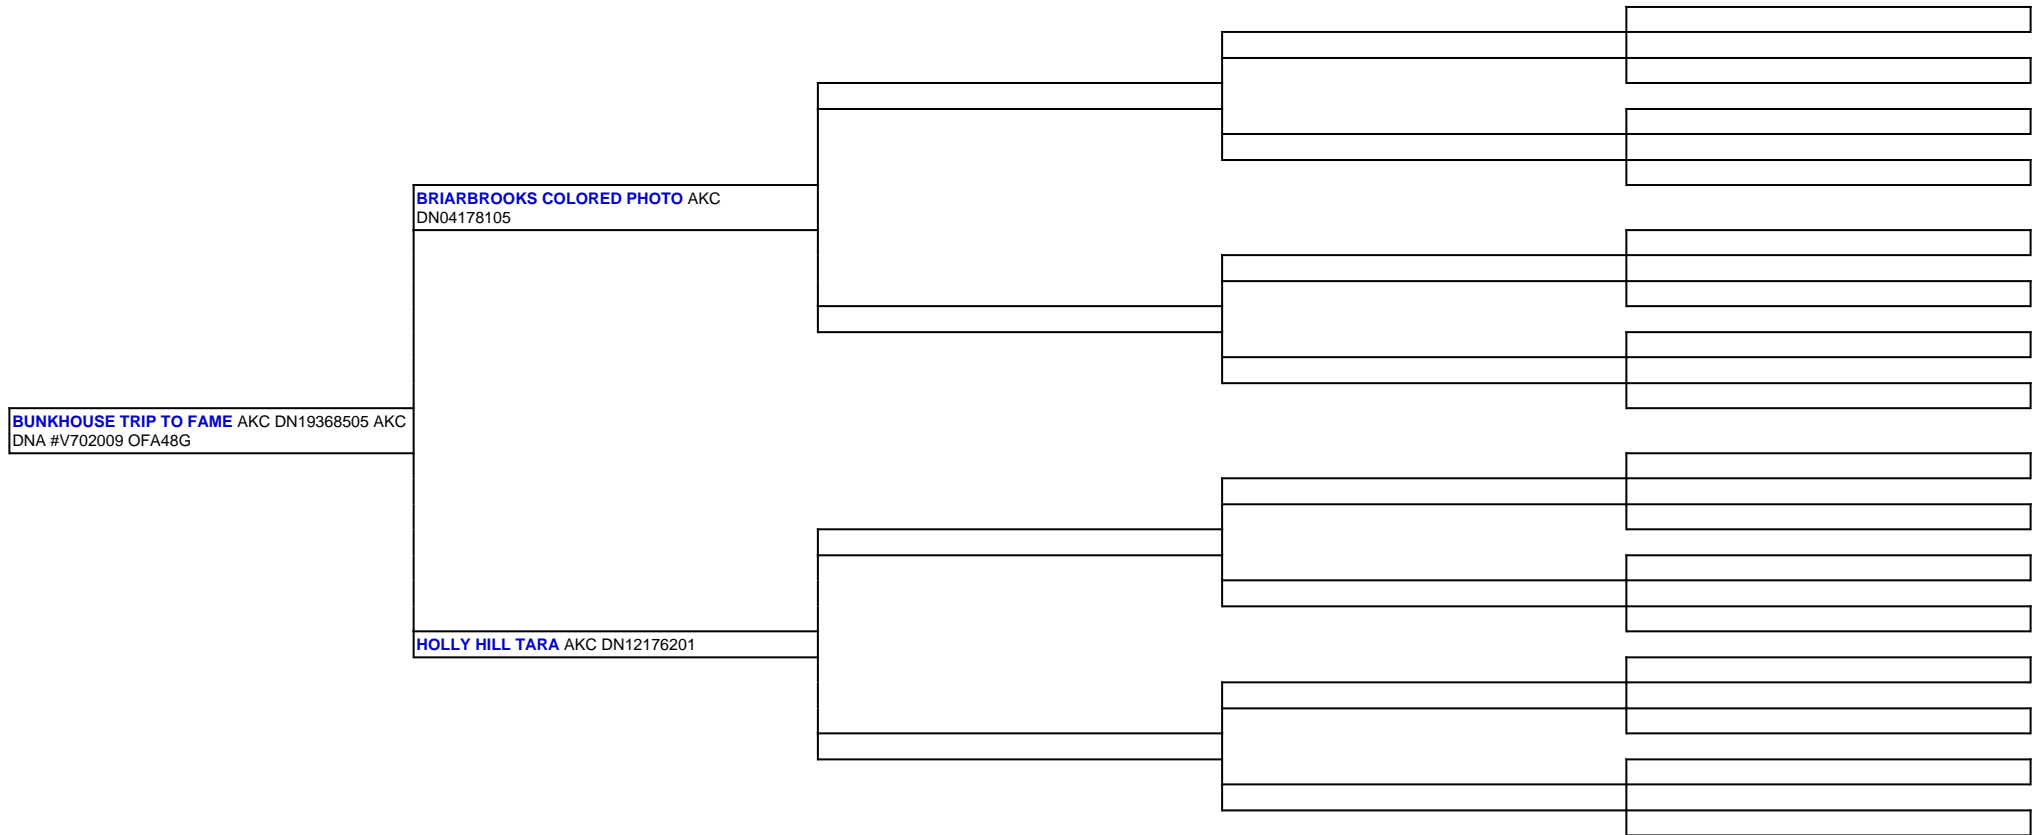 BRIARBROOKS COLORED PHOTO AKC
DN04178105
BUNKHOUSE TRIP TO FAME AKC DN19368505 AKC
DNA #V702009 OFA48G
HOLLY HILL TARA AKC DN12176201